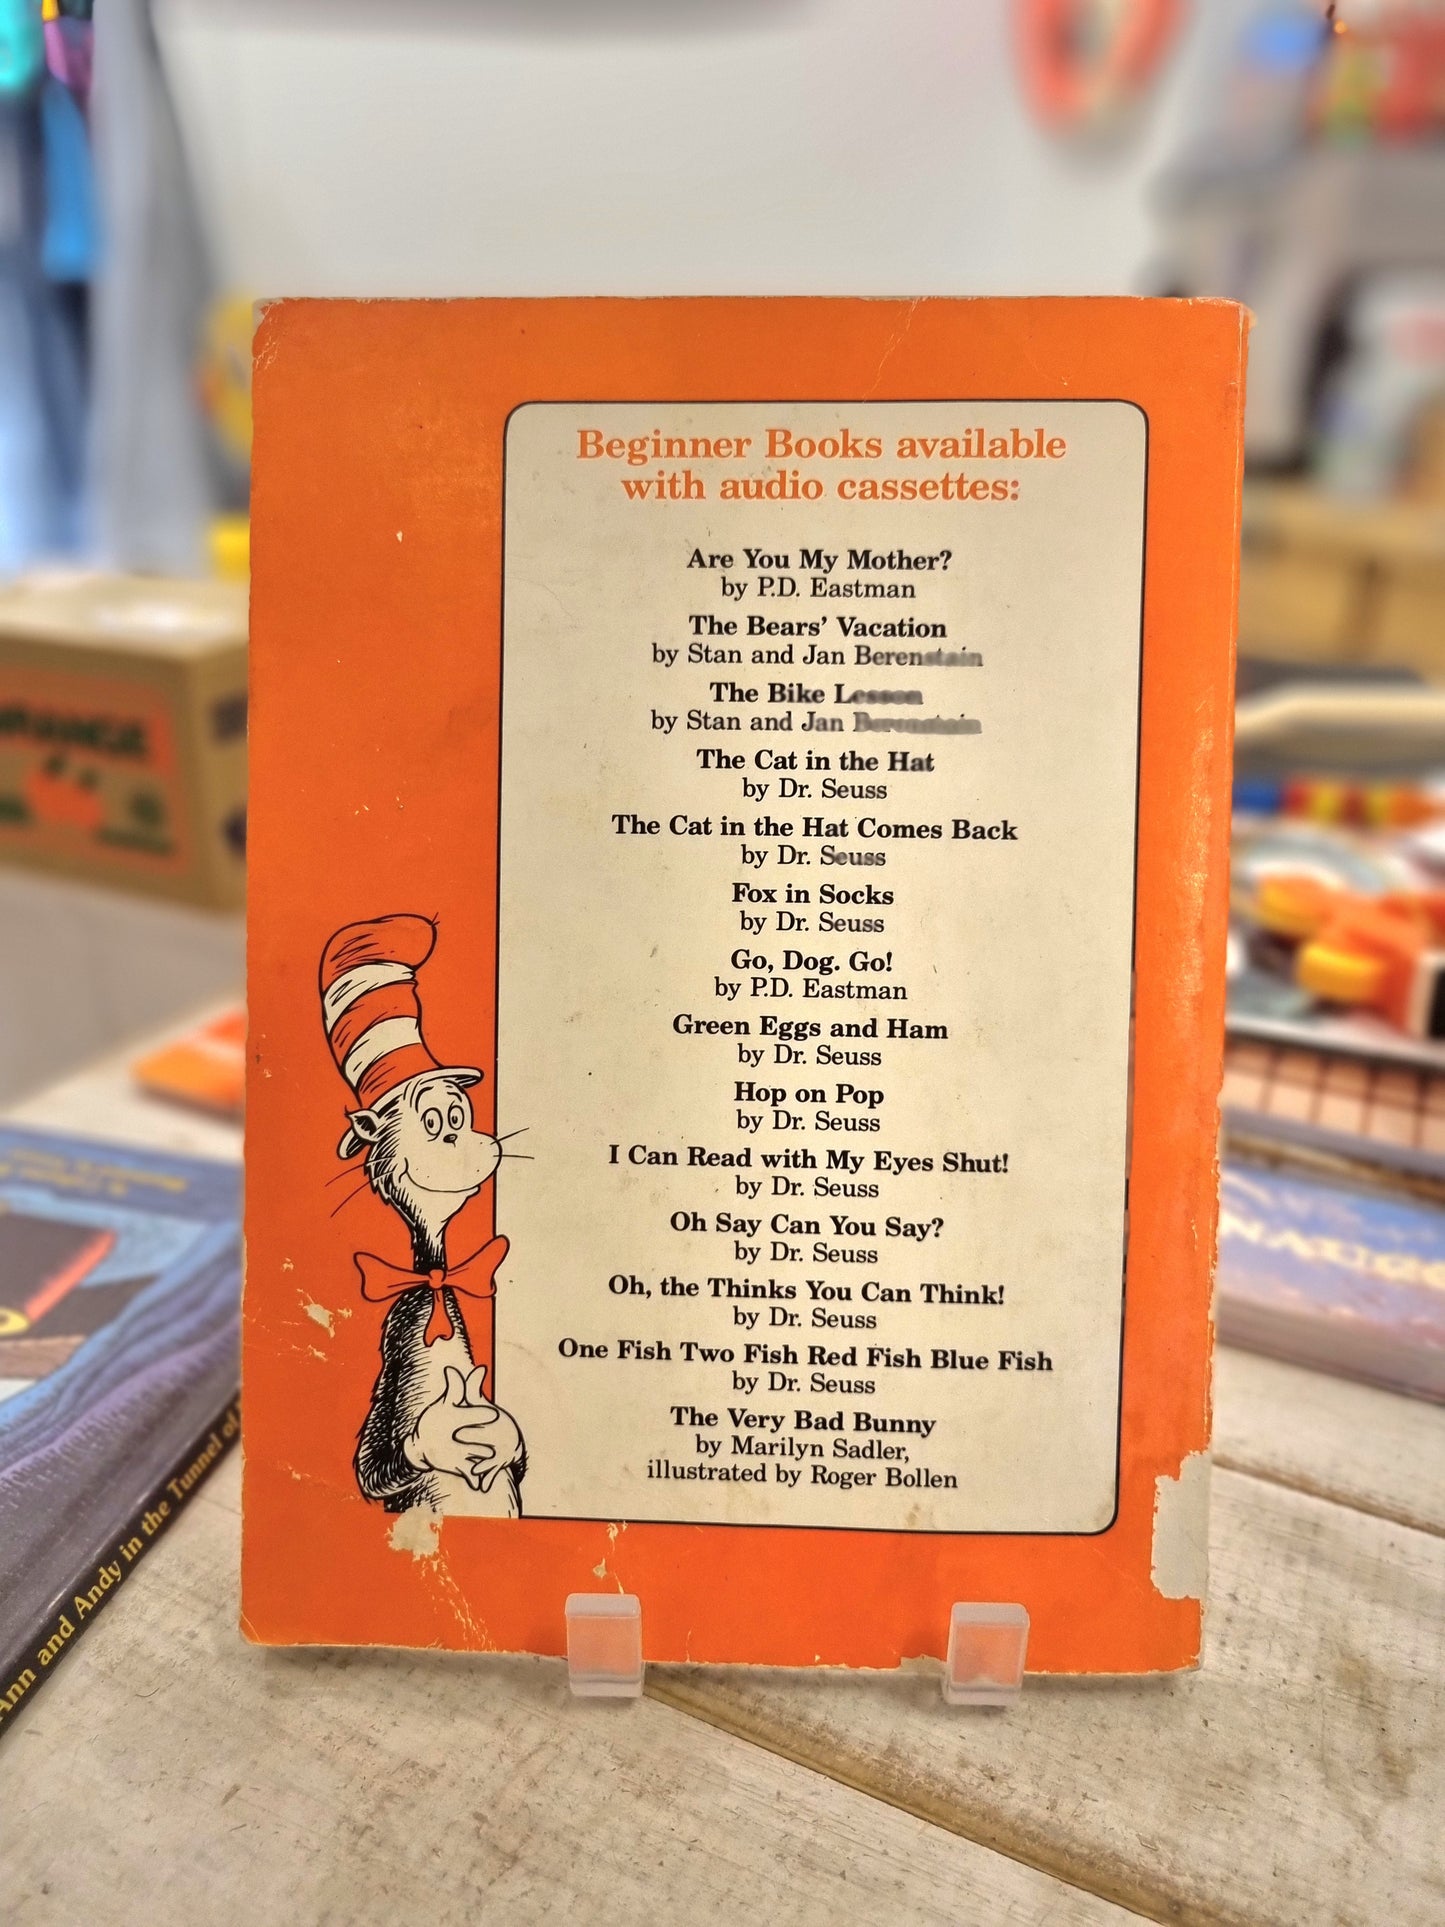 Beginner Books available
with audio cassettes:
Are You My Mother?
by P.D. Eastman
The Bears' Vacation
by Stan and Jan Berenstain
The Bike Lesson
by Stan and Jan Berenstain
The Cat in the Hat
by Dr. Seuss
The Cat in the Hat Comes Back
by Dr. Seuss
Fox in Socks
by Dr. Seuss
Go, Dog. Go!
by P.D. Eastman
Green Eggs and Ham
by Dr. Seuss
Hop on Pop
by Dr. Seuss
I Can Read with My Eyes Shut!
by Dr. Seuss
Oh Say Can You Say?
by Dr. Seuss
Oh, the Thinks You Can Think!
by Dr. Seuss
One Fish Two Fish Red Fish Blue Fish
by Dr. Seuss
The Very Bad Bunny
by Marilyn Sadler,
illustrated by Roger Bollen
Ann and Andy in the Tunnel of